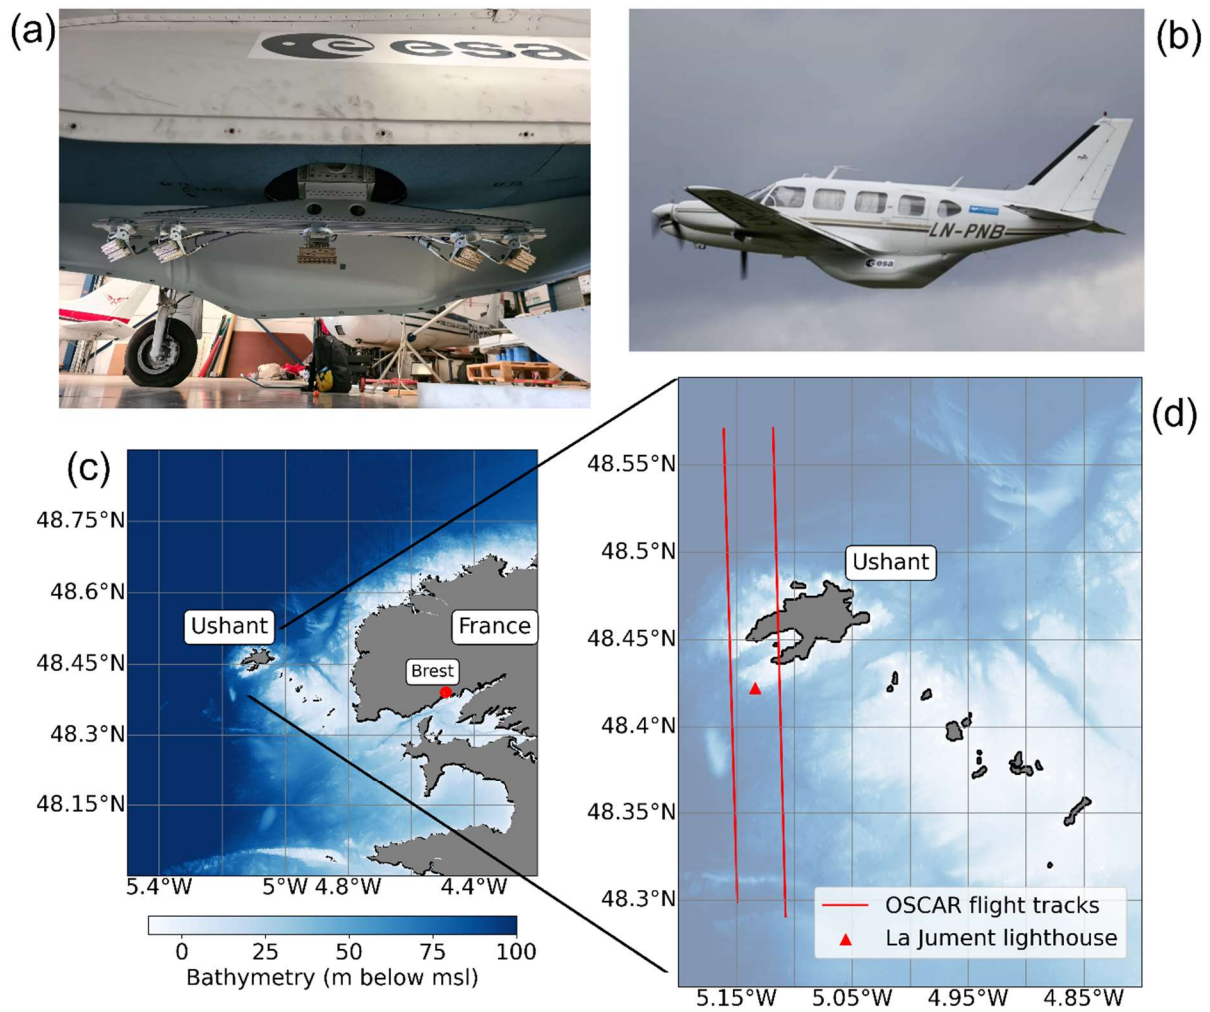 (a)
esa
(b)
LN-PNB
esa
(c)
48.75°N
48.6°N
48.45°N
48.3°N
48.15°N
5.4°W
5°W
4.8°W
4.4°W
Ushant
France
Brest
0
25
50
75
100
Bathymetry (m below msl)
(d)
48.55°N
48.5°N
48.45°N
48.4°N
48.35°N
48.3°N
Ushant
OSCAR flight tracks
La Jument lighthouse
5.15°W
5.05°W
4.95°W
4.85°W